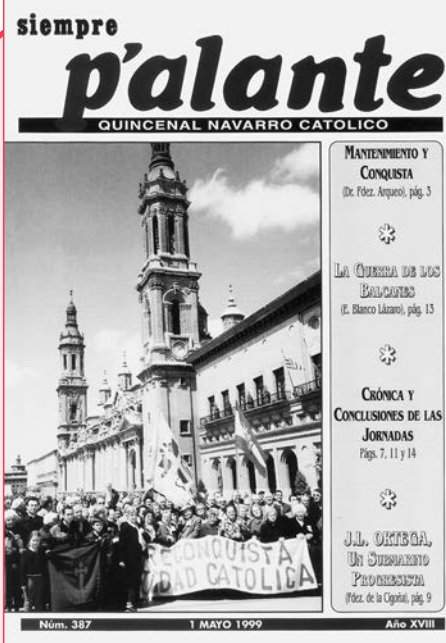 siempre
p'alante
QUINCENAL NAVARRO CATOLICO
MANTENIMIENTO Y
CONQUISTA
(Dr. Fdez. Arqueo), pág. 3
LA GUERRA DE LOS
BALCANES
(E. Blanco Lázaro), pág. 13
CRÓNICA Y
CONCLUSIONES DE LAS
JORNADAS
Págs. 7, 11 y 14
J.L. ORTEGA,
UN SUBMARINO
PROGRESISTA
(Fdez. de la Cigoña), pág. 9
RECONQUISTA
UNIDAD CATOLICA
Núm. 387
1 MAYO 1999
Año XVIII